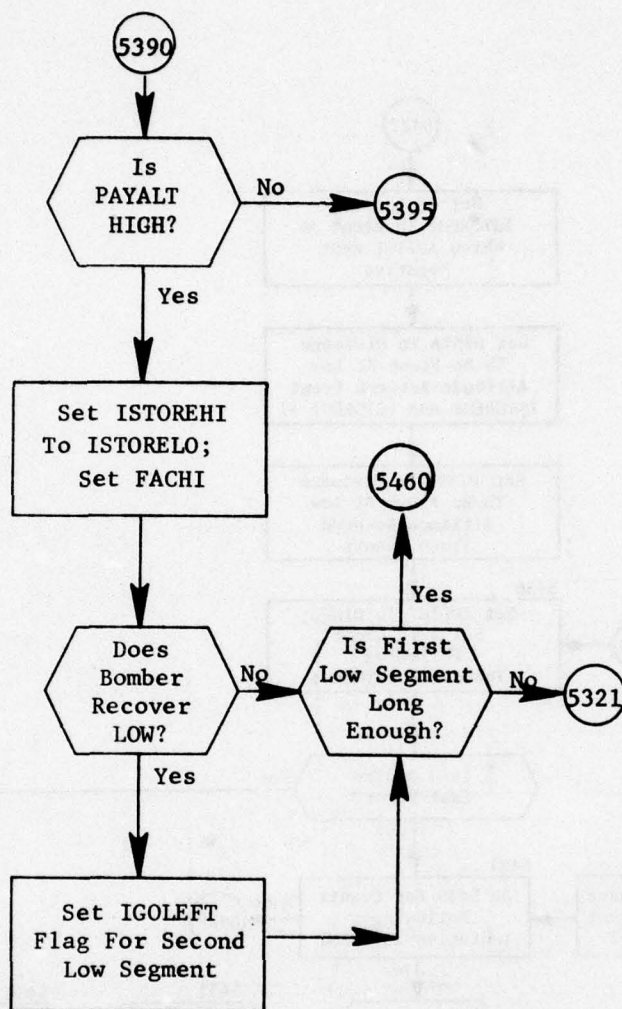 5390
Is
PAYALT
HIGH?
No
5395
Yes
Set ISTOREHI
To ISTORELO;
Set FACHI
5460
Yes
Does
Bomber
Recover
LOW?
No
Is First
Low Segment
Long
Enough?
No
5321
Yes
Set IGOLEFT
Flag For Second
Low Segment